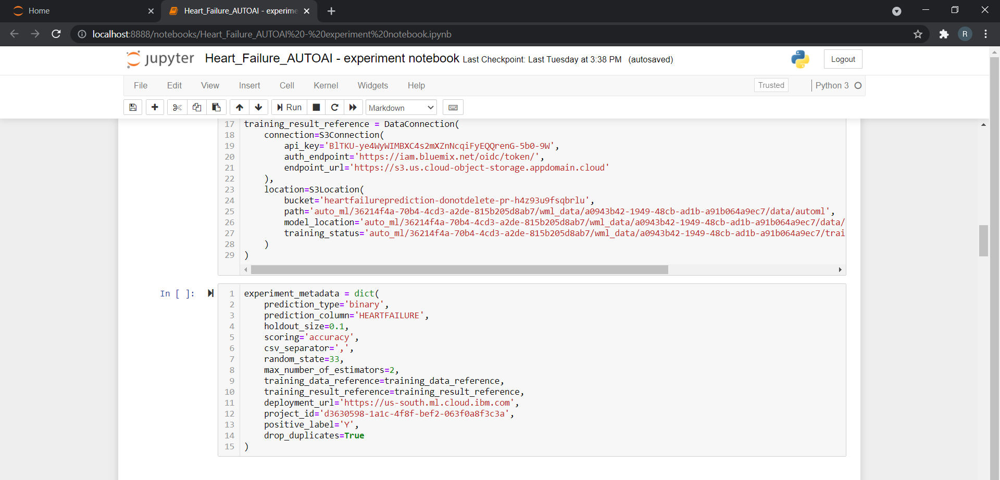 Home
Heart_Failure_AUTOAI - experime
localhost:8888/notebooks/Heart_Failure_AUTOAI%20-%20experiment%20notebook.ipynb
R
jupyter Heart_Failure_AUTOAI - experiment notebook Last Checkpoint: Last Tuesday at 3:38 PM (autosaved)
Logout
File Edit View Insert Cell Kernel Widgets Help
Trusted
Python 3
Run
Markdown
17 training_result_reference = DataConnection(
18 connection=S3Connection(
19 api_key='BlTKU-ye4WyWIMBXC4s2mXZnNcqiFyEQQrenG-5b0-9W',
20 auth_endpoint='https://iam.bluemix.net/oidc/token/',
21 endpoint_url='https://s3.us.cloud-object-storage.appdomain.cloud'
22 ),
23 location=S3Location(
24 bucket='heartfailureprediction-donotdelete-pr-h4z93u9fsqbrlu',
25 path='auto_ml/36214f4a-70b4-4cd3-a2de-815b205d8ab7/wml_data/a0943b42-1949-48cb-ad1b-a91b064a9ec7/data/automl',
26 model_location='auto_ml/36214f4a-70b4-4cd3-a2de-815b205d8ab7/wml_data/a0943b42-1949-48cb-ad1b-a91b064a9ec7/data/
27 training_status='auto_ml/36214f4a-70b4-4cd3-a2de-815b205d8ab7/wml_data/a0943b42-1949-48cb-ad1b-a91b064a9ec7/trai
28 )
29 )
In [ ]:
1 experiment_metadata = dict(
2 prediction_type='binary',
3 prediction_column='HEARTFAILURE',
4 holdout_size=0.1,
5 scoring='accuracy',
6 csv_separator=',',
7 random_state=33,
8 max_number_of_estimators=2,
9 training_data_reference=training_data_reference,
10 training_result_reference=training_result_reference,
11 deployment_url='https://us-south.ml.cloud.ibm.com',
12 project_id='d3630598-1a1c-4f8f-bef2-063f0a8f3c3a',
13 positive_label='Y',
14 drop_duplicates=True
15 )